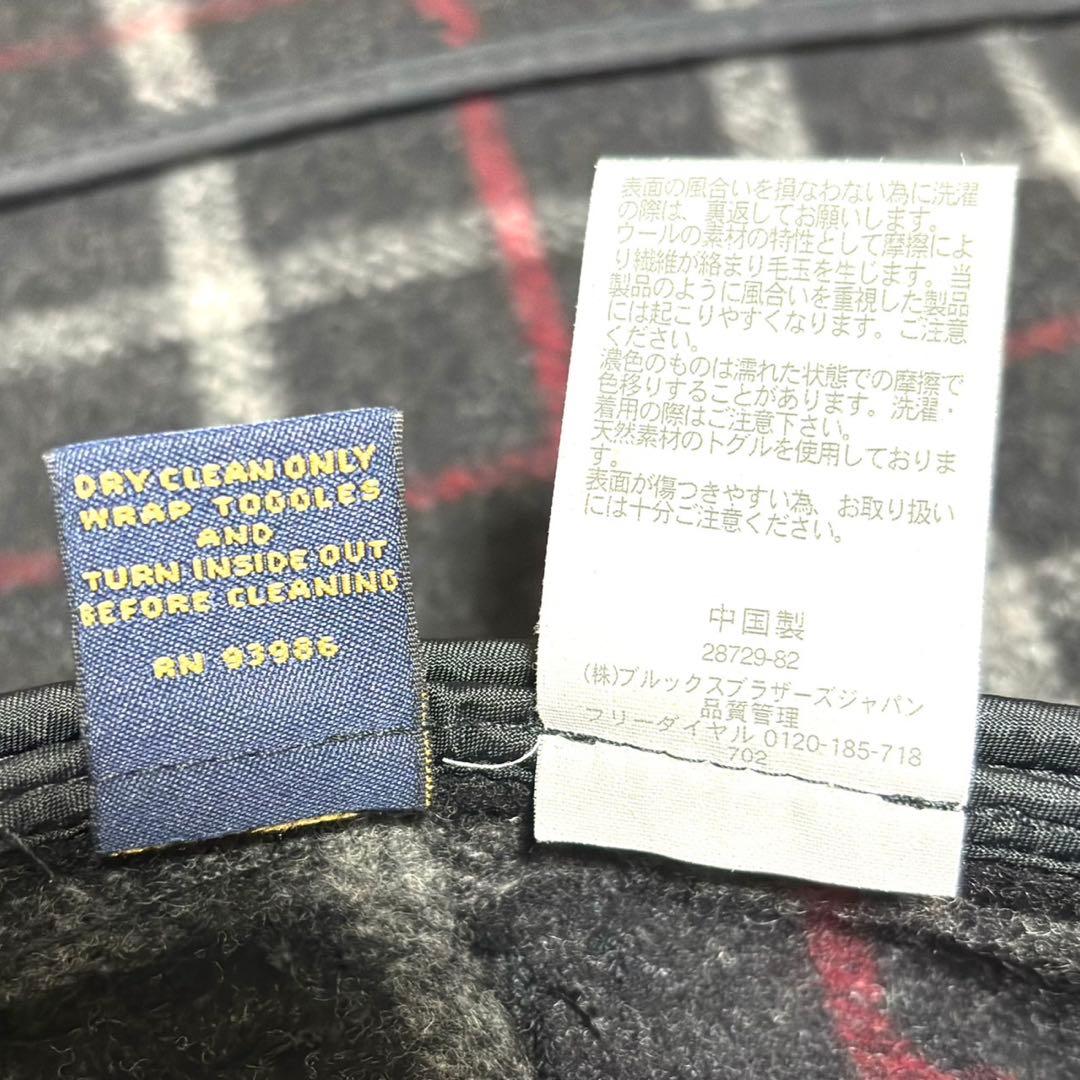 DRY CLEAN ONLY
WRAP TOGGLES
AND
TURN INSIDE OUT
BEFORE CLEANING
RN 93986
表面の風合いを損なわない為に洗濯
の際は、裏返してお願いします。
ウールの素材の特性として摩擦によ
り繊維が絡まり毛玉を生じます。当
製品のように風合いを重視した製品
には起こりやすくなります。ご注意
ください。
濃色のものは濡れた状態での摩擦で
色移りすることがあります。洗濯・
着用の際はご注意下さい。
天然素材のトグルを使用しておりま
す。
表面が傷つきやすい為、お取り扱い
には十分ご注意ください。
中国製
28729-82
(株)ブルックスブラザーズジャパン
品質管理
フリーダイヤル 0120-185-718
702